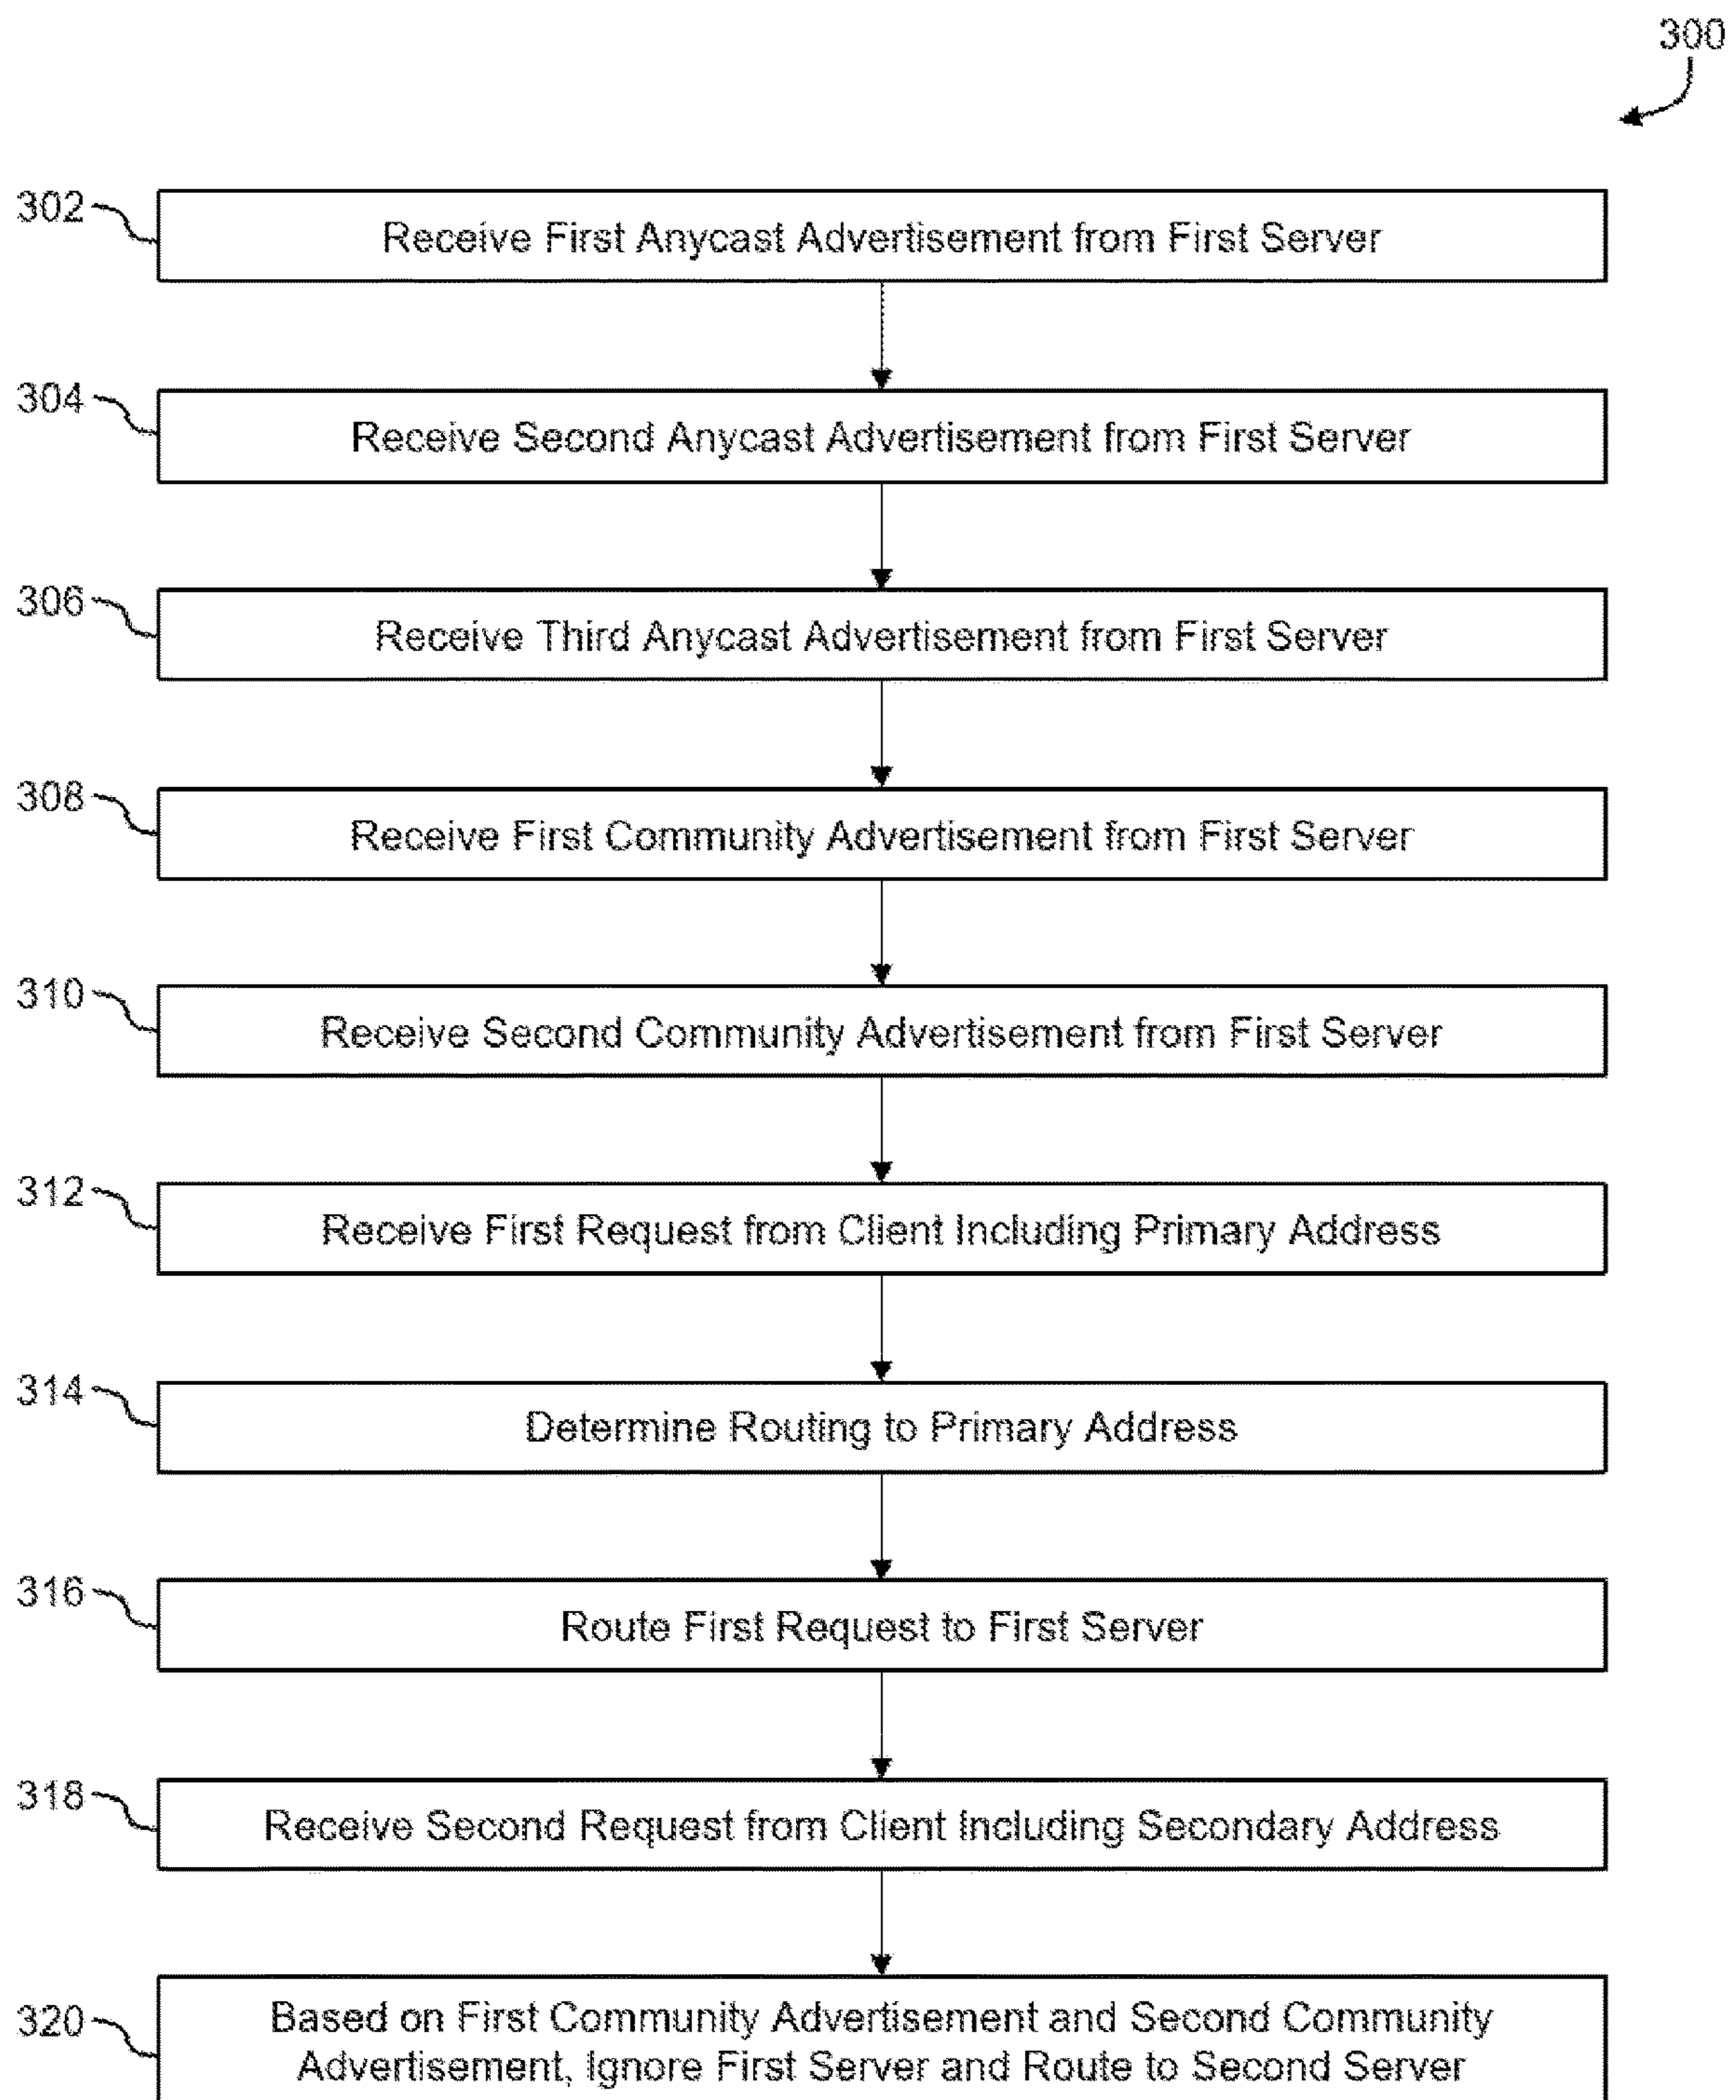 300
302
Receive First Anycast Advertisement from First Server
304
Receive Second Anycast Advertisement from First Server
306
Receive Third Anycast Advertisement from First Server
308
Receive First Community Advertisement from First Server
310
Receive Second Community Advertisement from First Server
312
Receive First Request from Client Including Primary Address
314
Determine Routing to Primary Address
316
Route First Request to First Server
318
Receive Second Request from Client Including Secondary Address
320
Based on First Community Advertisement and Second Community
Advertisement, Ignore First Server and Route to Second Server